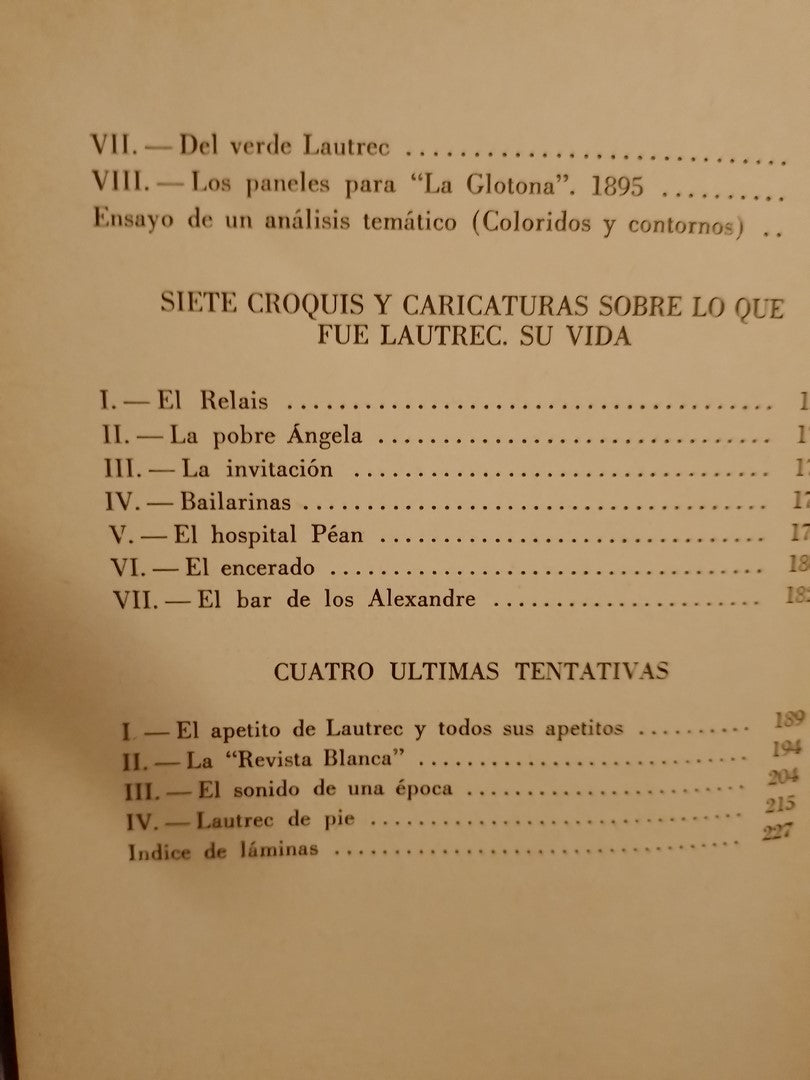 VII. — Del verde Lautrec ..............................
VIII. — Los paneles para “La Glotona”. 1895 ..........
Ensayo de un análisis temático (Coloridos y contornos) ..
SIETE CROQUIS Y CARICATURAS SOBRE LO QUE
FUE LAUTREC. SU VIDA
I. — El Relais ......................................
II. — La pobre Ángela ...............................
III. — La invitación .................................
IV. — Bailarinas ....................................
V. — El hospital Péan ..............................
VI. — El encerado ..................................
VII. — El bar de los Alexandre ......................
CUATRO ULTIMAS TENTATIVAS
I. — El apetito de Lautrec y todos sus apetitos .......... 189
II. — La “Revista Blanca” .......................... 194
III. — El sonido de una época ...................... 204
IV. — Lautrec de pie .............................. 215
Indice de láminas .................................. 227